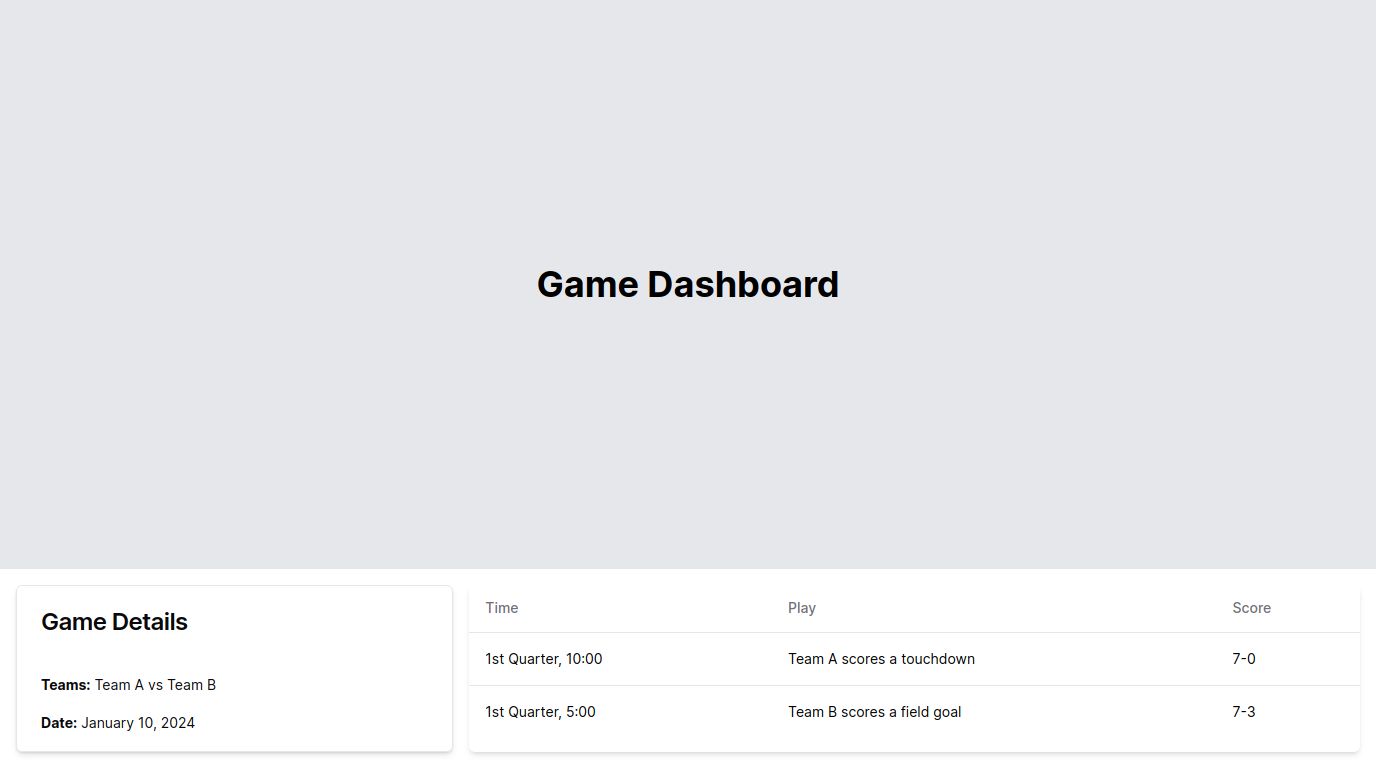 Game Dashboard
Game Details
Teams: Team A vs Team B
Date: January 10, 2024
Time Play Score
1st Quarter, 10:00 Team A scores a touchdown 7-0
1st Quarter, 5:00 Team B scores a field goal 7-3